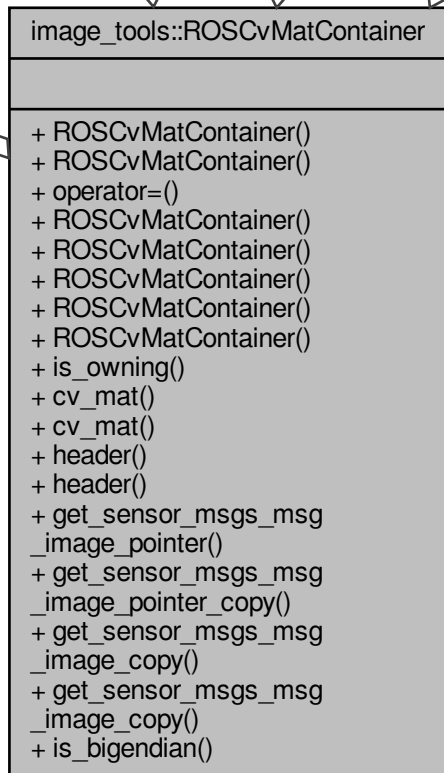 image_tools::ROSCvMatContainer
+ ROSCvMatContainer()
+ ROSCvMatContainer()
+ operator=()
+ ROSCvMatContainer()
+ ROSCvMatContainer()
+ ROSCvMatContainer()
+ ROSCvMatContainer()
+ ROSCvMatContainer()
+ is_owning()
+ cv_mat()
+ cv_mat()
+ header()
+ header()
+ get_sensor_msgs_msg
_image_pointer()
+ get_sensor_msgs_msg
_image_pointer_copy()
+ get_sensor_msgs_msg
_image_copy()
+ get_sensor_msgs_msg
_image_copy()
+ is_bigendian()